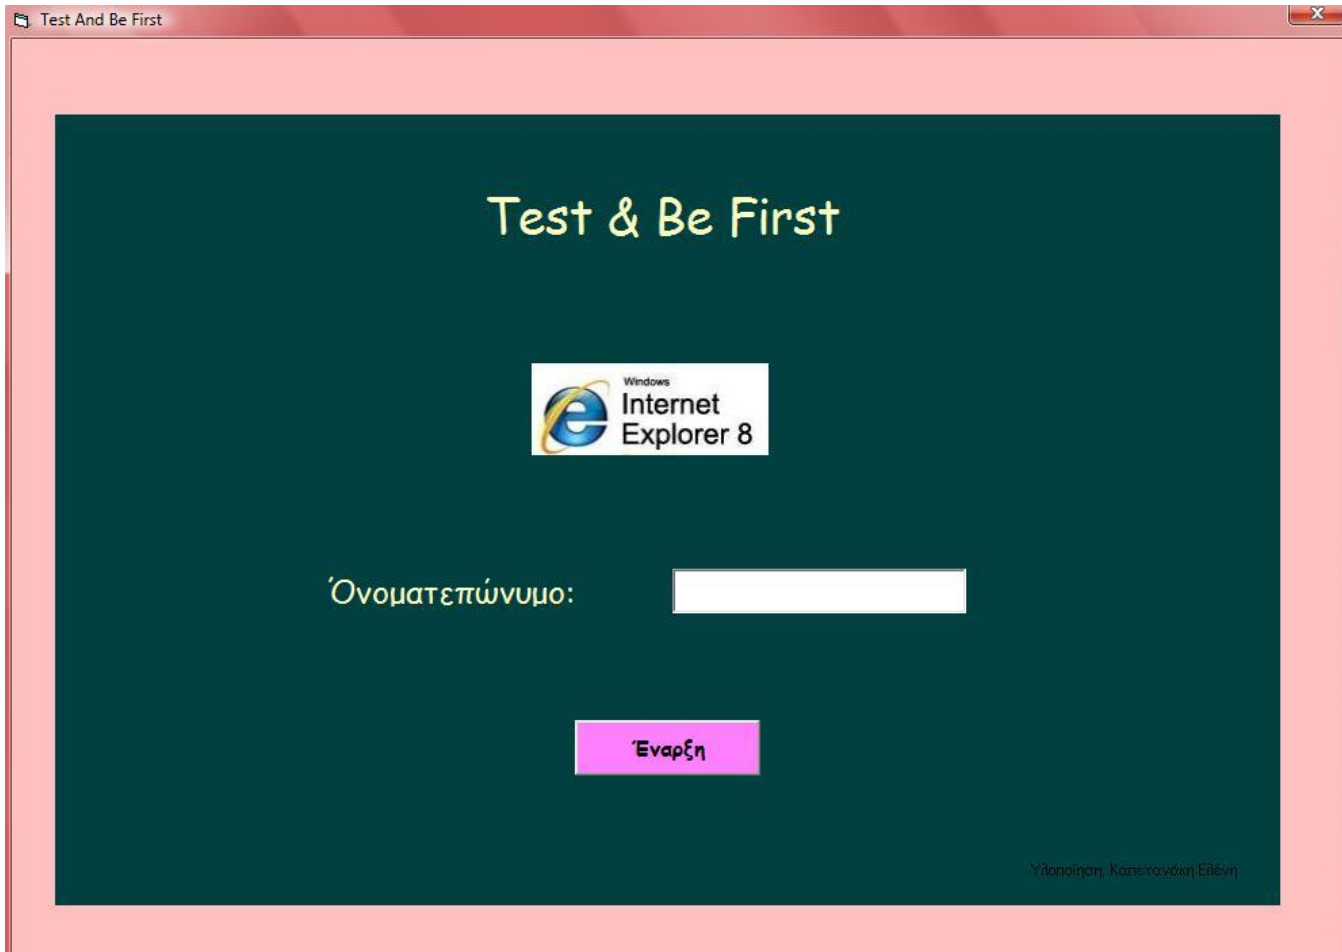 Test And Be First
Test & Be First
Windows
Internet
Explorer 8
Όνοματεπώνυμο:
Έναρξη
Υλοποίηση: Καπετανάκη Ελένη